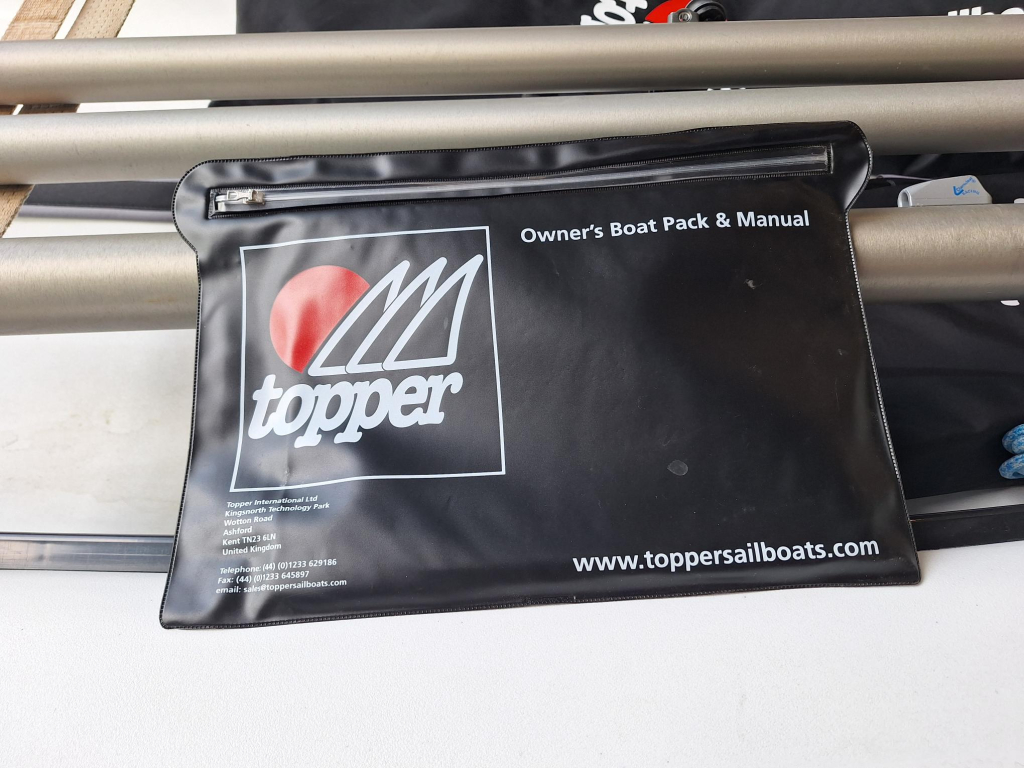 Owner's Boat Pack & Manual
topper
Topper International Ltd
Kingsnorth Technology Park
Wotton Road
Ashford
Kent TN23 6LN
United Kingdom
Telephone: (44) (0)1233 629186
Fax: (44) (0)1233 645897
email: sales@toppersailboats.com
www.toppersailboats.com